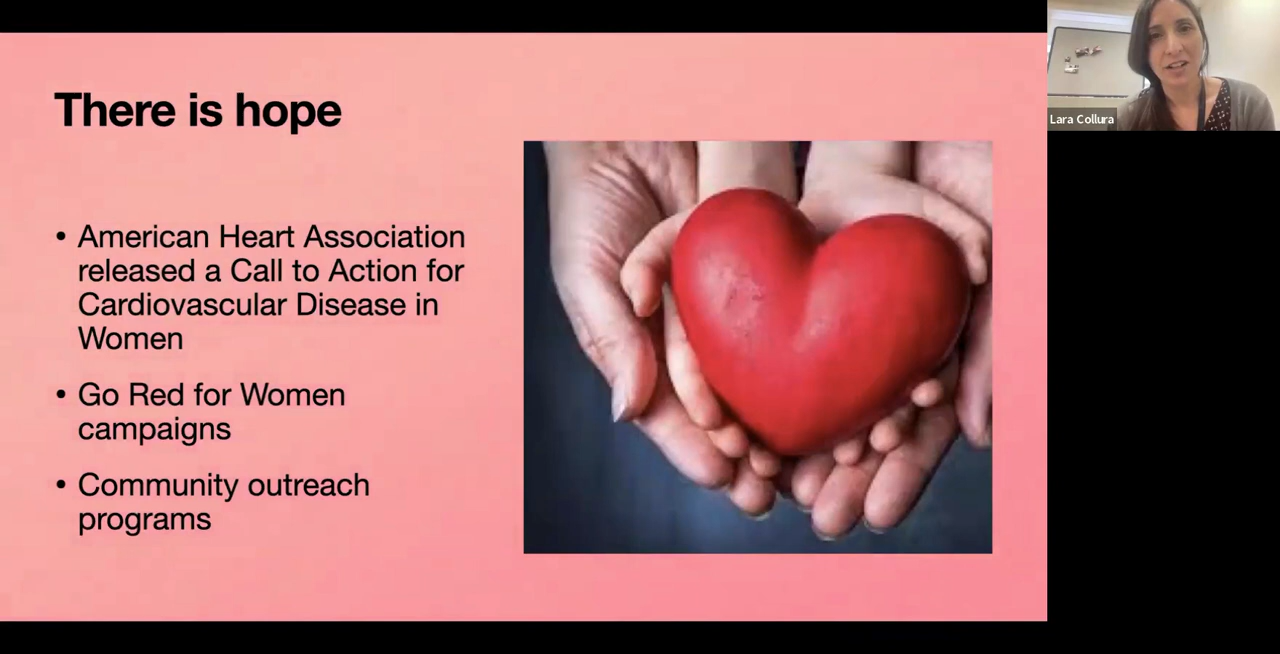 There is hope
• American Heart Association
released a Call to Action for
Cardiovascular Disease in
Women
• Go Red for Women
campaigns
• Community outreach
programs
Lara Collura